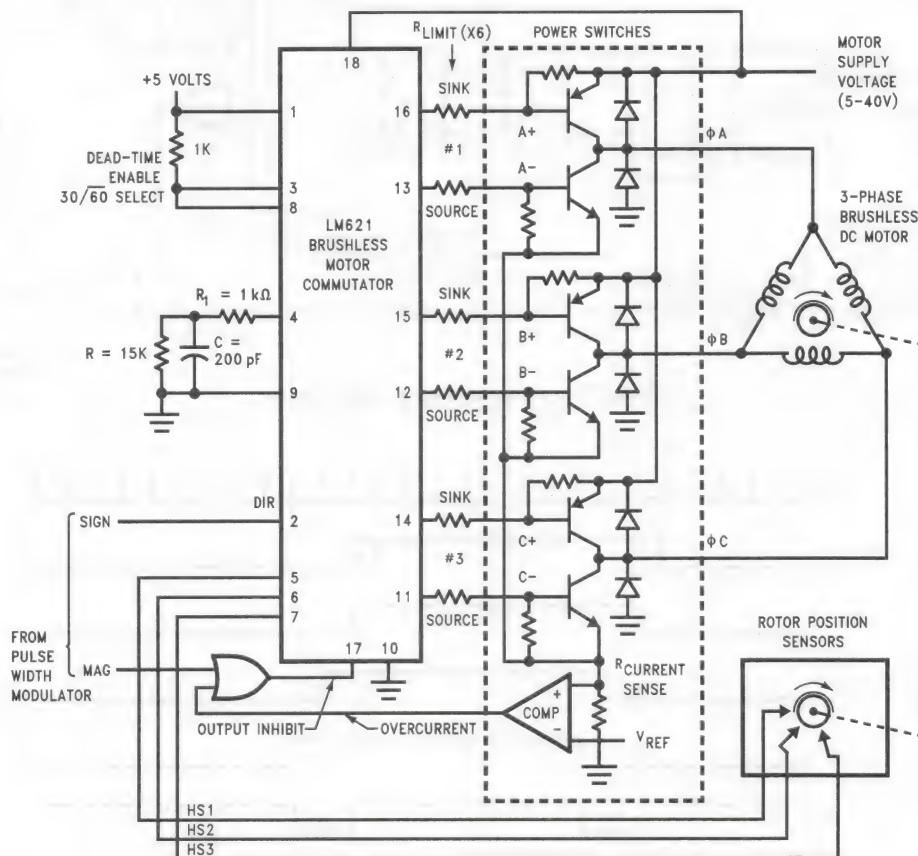 R LIMIT (X6)
POWER SWITCHES
MOTOR
SUPPLY
VOLTAGE
(5-40V)
+5 VOLTS
1K
DEAD-TIME
ENABLE
30/60 SELECT
18
1
3
8
4
9
LM621
BRUSHLESS
MOTOR
COMMUTATOR
16
13
15
12
14
11
SINK
#1
SOURCE
SINK
#2
SOURCE
SINK
#3
SOURCE
A+
A-
B+
B-
C+
C-
ϕA
ϕB
ϕC
3-PHASE
BRUSHLESS
DC MOTOR
R1 = 1kΩ
R = 15K
C =
200 pF
DIR
2
5
6
7
17
10
SIGN
FROM
PULSE
WIDTH
MODULATOR
MAG
OUTPUT INHIBIT
OVERCURRENT
COMP
+
-
R CURRENT
SENSE
VREF
ROTOR POSITION
SENSORS
HS1
HS2
HS3